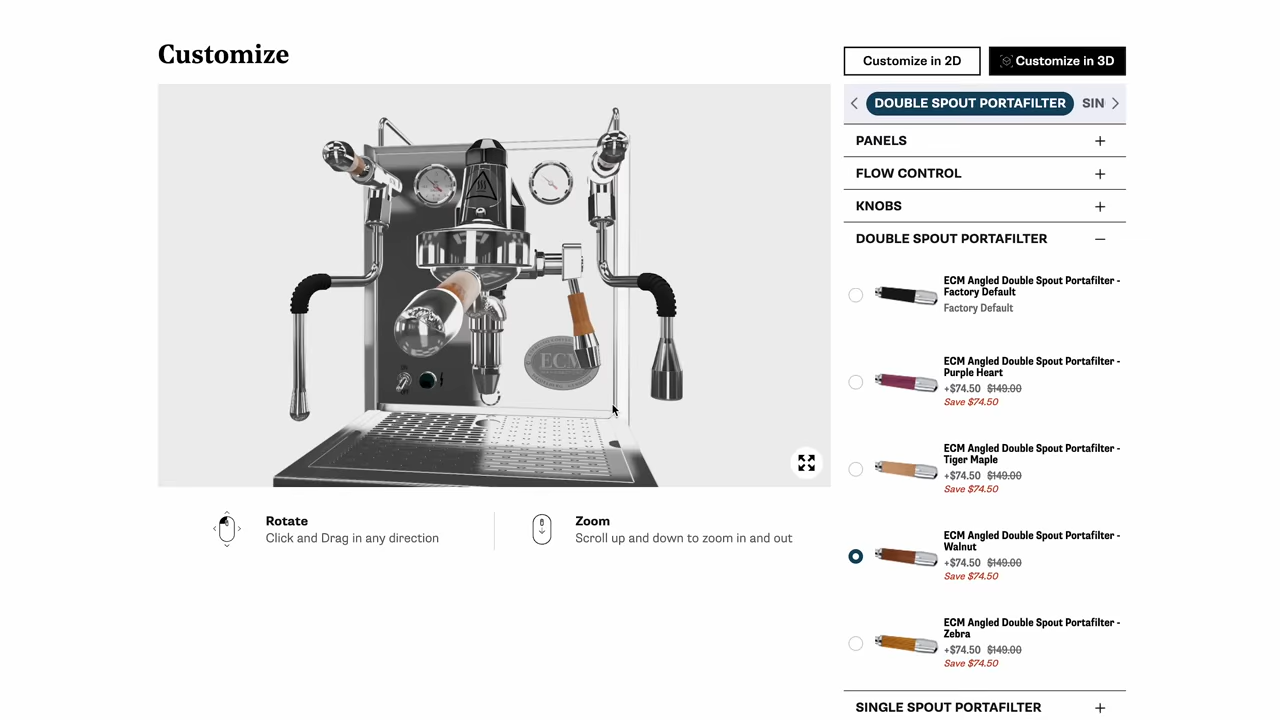 Customize
Customize in 2D
Customize in 3D
DOUBLE SPOUT PORTAFILTER
SIN
PANELS
FLOW CONTROL
KNOBS
DOUBLE SPOUT PORTAFILTER
ECM Angled Double Spout Portafilter -
Factory Default
Factory Default
ECM Angled Double Spout Portafilter -
Purple Heart
+$74.50 $149.00
Save $74.50
ECM Angled Double Spout Portafilter -
Tiger Maple
+$74.50 $149.00
Save $74.50
ECM Angled Double Spout Portafilter -
Walnut
+$74.50 $149.00
Save $74.50
ECM Angled Double Spout Portafilter -
Zebra
+$74.50 $149.00
Save $74.50
SINGLE SPOUT PORTAFILTER
ECM
Rotate
Click and Drag in any direction
Zoom
Scroll up and down to zoom in and out